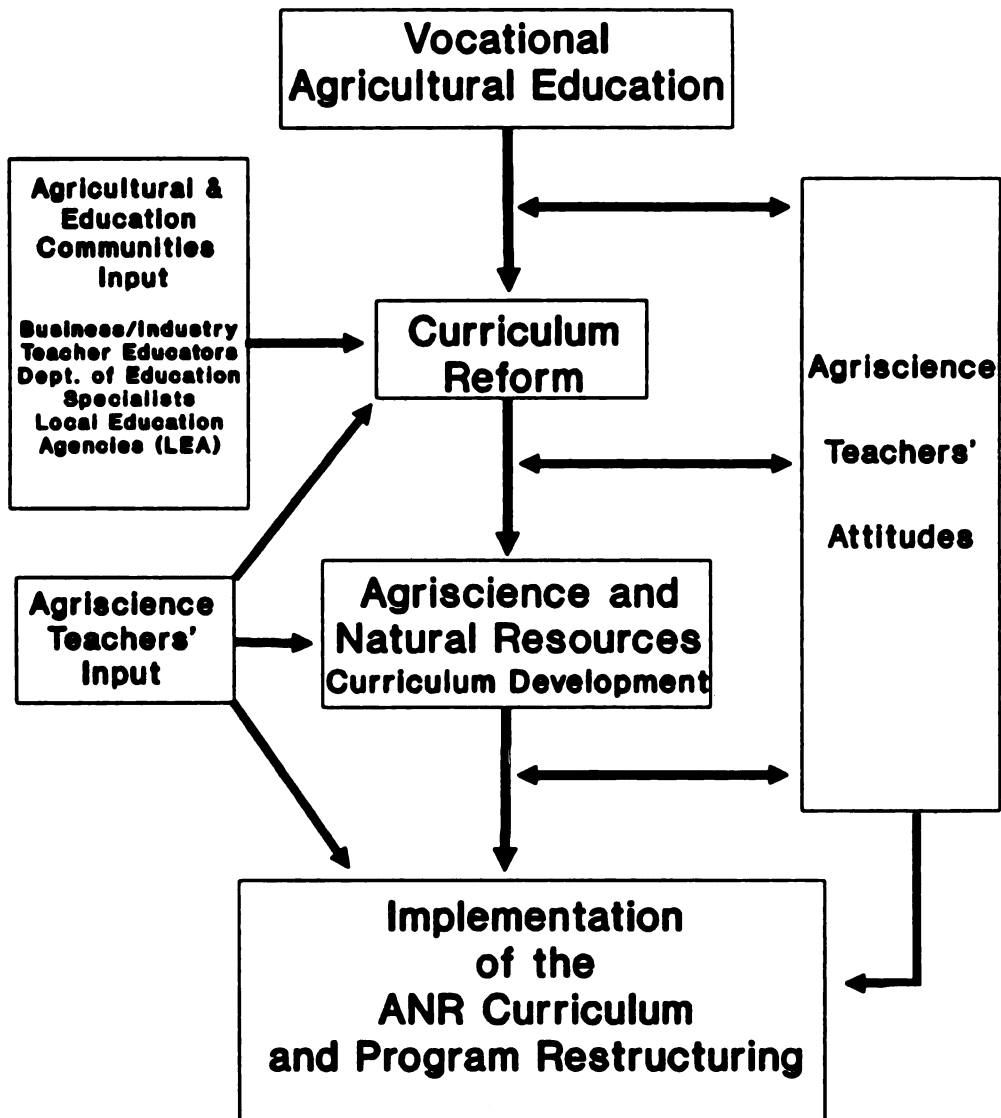 Vocational
Agricultural Education
Agricultural &
Education
Communities
Input
Business/Industry
Teacher Educators
Dept. of Education
Specialists
Local Education
Agencies (LEA)
Curriculum
Reform
Agriscience
Teachers'
Attitudes
Agriscience
Teachers'
Input
Agriscience and
Natural Resources
Curriculum Development
Implementation
of the
ANR Curriculum
and Program Restructuring